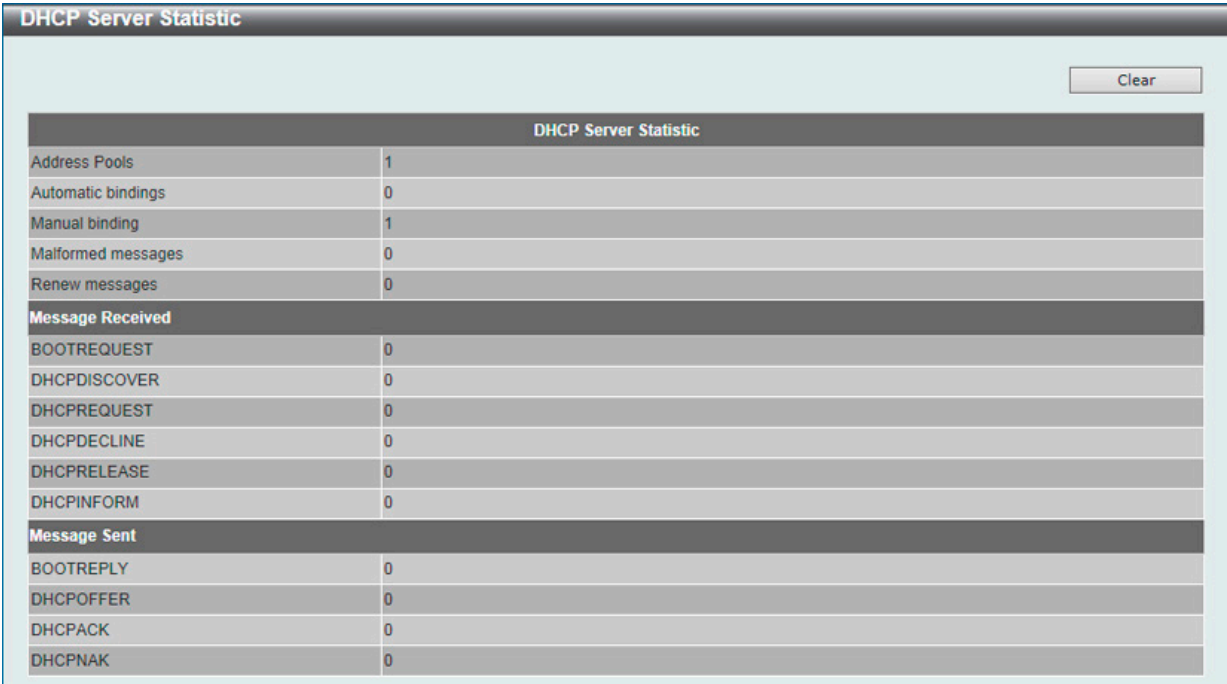 DHCP Server Statistic
Clear
DHCP Server Statistic
Address Pools 1
Automatic bindings 0
Manual binding 1
Malformed messages 0
Renew messages 0
Message Received
BOOTREQUEST 0
DHCPDISCOVER 0
DHCPREQUEST 0
DHCPDECLINE 0
DHCPRELEASE 0
DHCPINFORM 0
Message Sent
BOOTREPLY 0
DHCPOFFER 0
DHCPACK 0
DHCPNAK 0